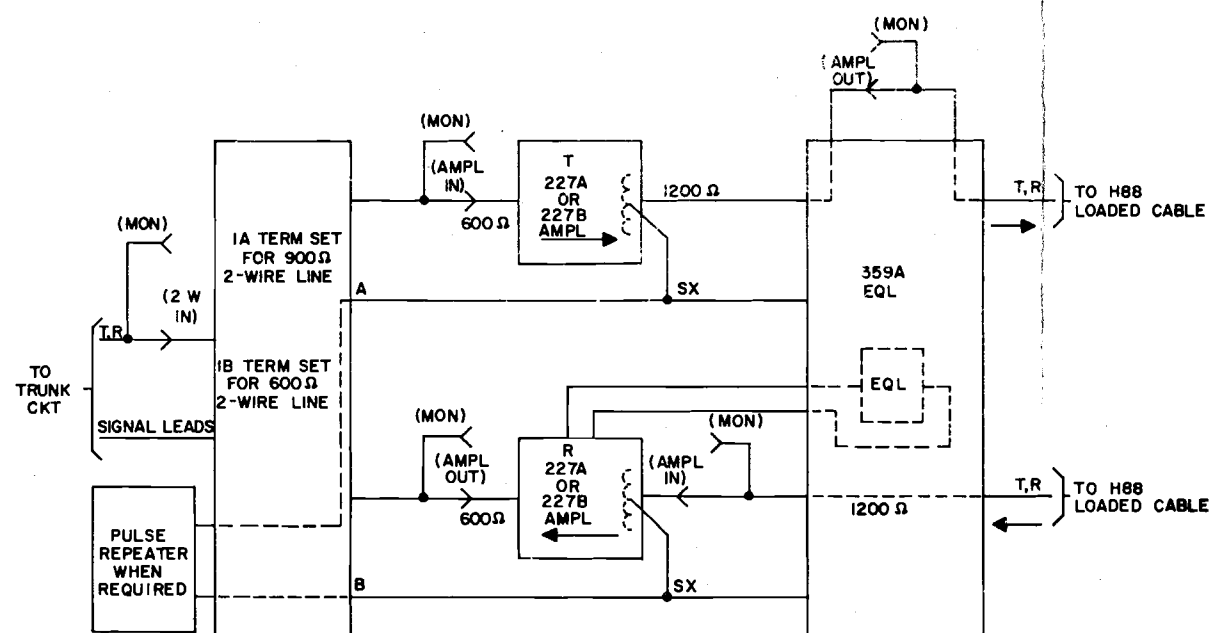 (MON)
(AMPL
OUT)
(MON)
(AMPL
IN)
600Ω
T
227A
OR
227B
AMPL
1200 Ω
T,R
TO H88
LOADED CABLE
(MON)
(2 W
IN)
T,R
TO
TRUNK
CKT
SIGNAL LEADS
1A TERM SET
FOR 900Ω
2-WIRE LINE
1B TERM SET
FOR 600Ω
2-WIRE LINE
A
SX
359A
EQL
EQL
(MON)
(AMPL
OUT)
600Ω
R
227A
OR
227B
AMPL
(MON)
(AMPL
IN)
1200 Ω
T,R
TO H88
LOADED CABLE
PULSE
REPEATER
WHEN
REQUIRED
B
SX